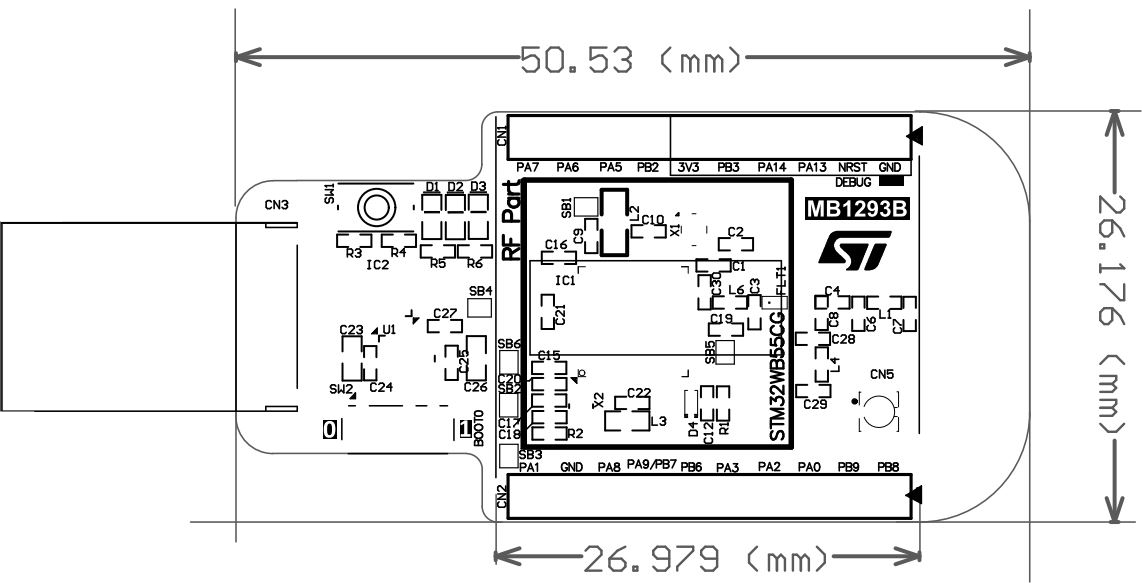 50.53 (mm)
CN1
PA7 PA6 PA5 PB2 3V3 PB3 PA14 PA13 NRST GND
DEBUG
SW1 D1 D2 D3
RF Part
SB1 L2
MB1293B
CN3
C9 C10 X1 C2
ST
R3 R4 R5 R6
IC2
C16 C1
IC1 C30 L6 C3 FLT1
SB4
C21 C19
C4
C8 C6 L1 C7
C27
U1
C23 C25
SB6 C15 SB5
STM32WB55CG
C28
L4
CN5
SW2 C24 C26
C20
SB2
X2 C22
L3
D4 C12 R1
C29
0 1
BOOT0
C17
C18
R2
SB3
PA1 GND PA8 PA9/PB7 PB6 PA3 PA2 PA0 PB9 PB8
CN2
26.176 (mm)
26.979 (mm)